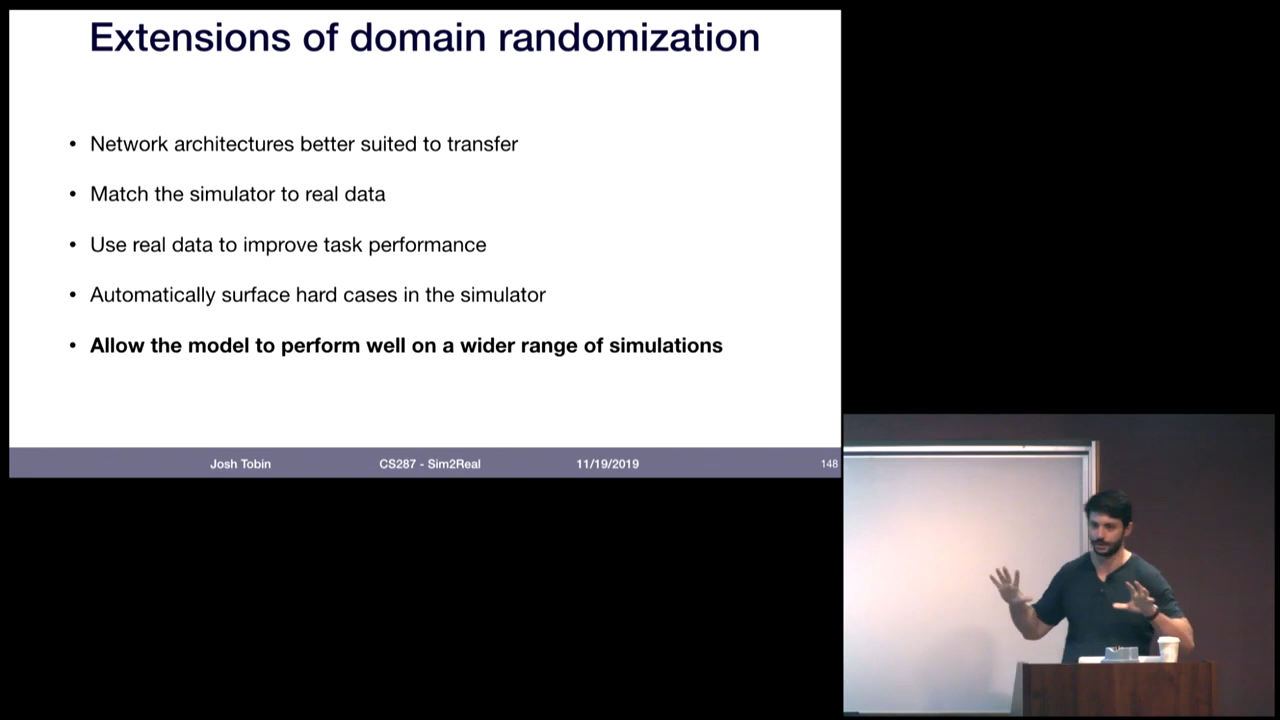 Extensions of domain randomization
• Network architectures better suited to transfer
• Match the simulator to real data
• Use real data to improve task performance
• Automatically surface hard cases in the simulator
• Allow the model to perform well on a wider range of simulations
Josh Tobin CS287 - Sim2Real 11/19/2019 148